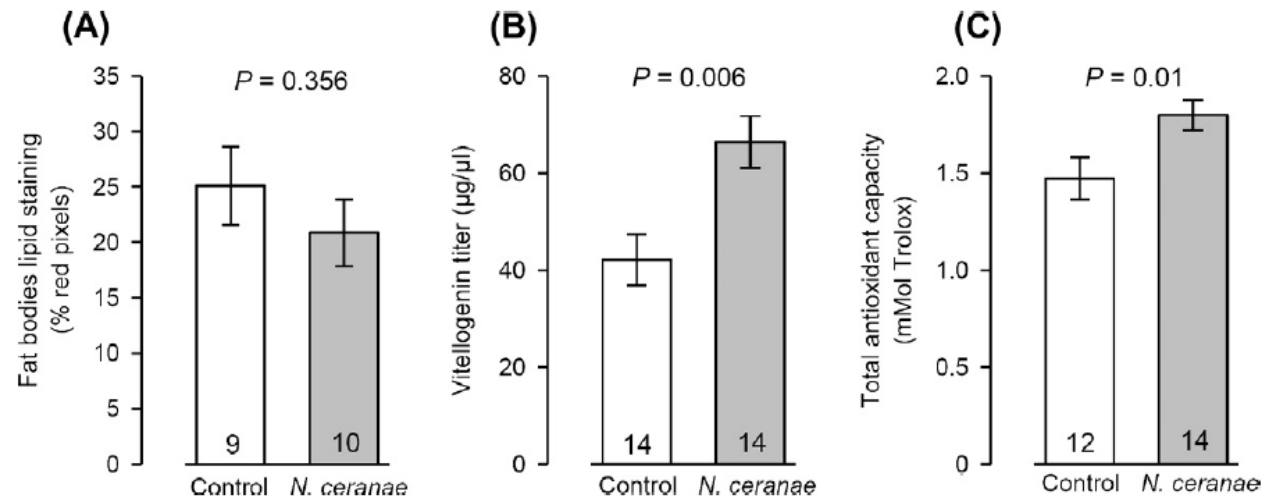 (A)
P = 0.356
Fat bodies lipid staining
(% red pixels)
35
30
25
20
15
10
5
0
9
10
Control
N. ceranae
(B)
P = 0.006
Vitellogenin titer (µg/µl)
80
60
40
20
0
14
14
Control
N. ceranae
(C)
P = 0.01
Total antioxidant capacity
(mMol Trolox)
2.0
1.5
1.0
0.5
0
12
14
Control
N. ceranae